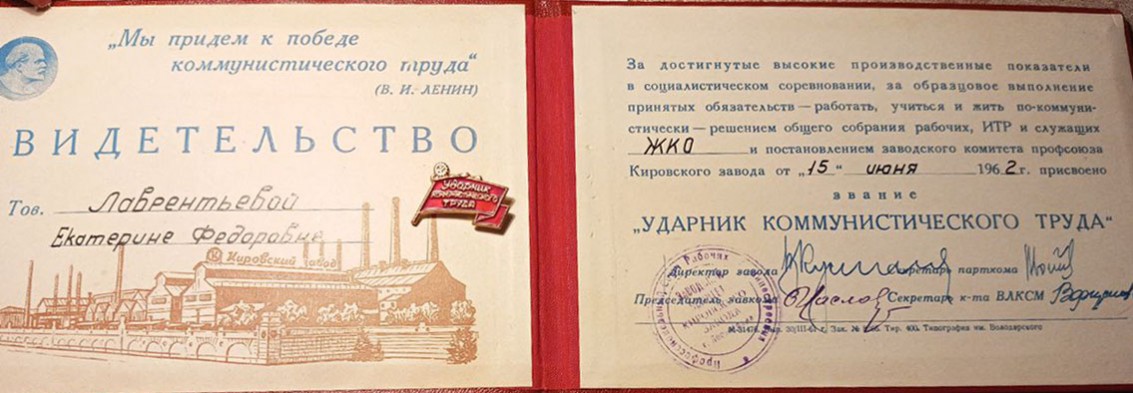 „Мы придем к победе
коммунистического труда“
(В. И. ЛЕНИН)
ВИДЕТЕЛЬСТВО
Тов. Лаврентьевой
Екатерине Федоровне
Кировский завод
УДАРНИК
КОММУНИСТИЧЕСКОГО
ТРУДА
За достигнутые высокие производственные показатели
в социалистическом соревновании, за образцовое выполнение
принятых обязательств — работать, учиться и жить по-коммуни-
стически — решением общего собрания рабочих, ИТР и служащих
ЖКО и постановлением заводского комитета профсоюза
Кировского завода от „15“ июня 1962 г. присвоено
звание
„УДАРНИК КОММУНИСТИЧЕСКОГО ТРУДА“
Директор завода Секретарь парткома
Председатель завкома Секретарь к-та ВЛКСМ
Тир. 400. Типография им. Володарского